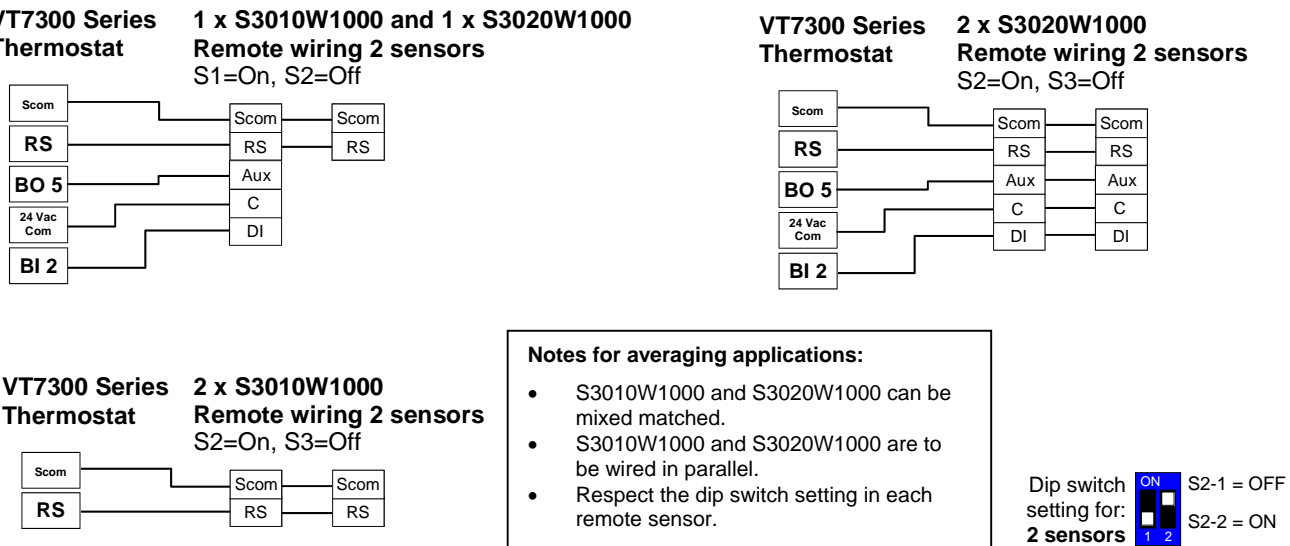 VT7300 Series
Thermostat
1 x S3010W1000 and 1 x S3020W1000
Remote wiring 2 sensors
S1=On, S2=Off
Scom
RS
BO 5
24 Vac
Com
BI 2
Scom
RS
Aux
C
DI
Scom
RS
VT7300 Series
Thermostat
2 x S3020W1000
Remote wiring 2 sensors
S2=On, S3=Off
Scom
RS
BO 5
24 Vac
Com
BI 2
Scom
RS
Aux
C
DI
Scom
RS
Aux
C
DI
VT7300 Series
Thermostat
2 x S3010W1000
Remote wiring 2 sensors
S2=On, S3=Off
Scom
RS
Scom
RS
Scom
RS
Notes for averaging applications:
• S3010W1000 and S3020W1000 can be
mixed matched.
• S3010W1000 and S3020W1000 are to
be wired in parallel.
• Respect the dip switch setting in each
remote sensor.
Dip switch
setting for:
2 sensors
ON
1 2
S2-1 = OFF
S2-2 = ON